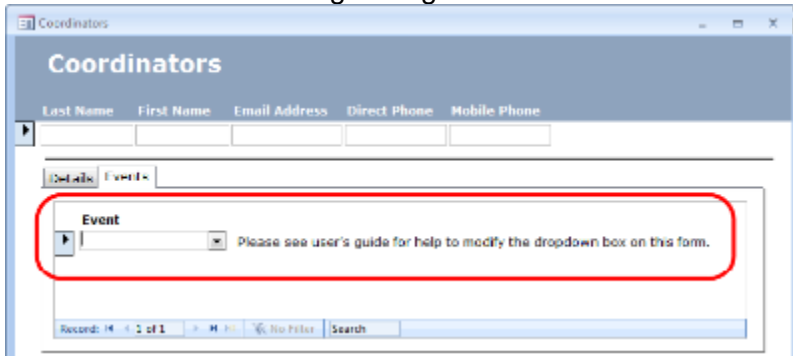 Coordinators
Coordinators
Last Name First Name Email Address Direct Phone Mobile Phone
Details Events
Event
Please see user's guide for help to modify the dropdown box on this form.
Record: 1 of 1 No Filter Search